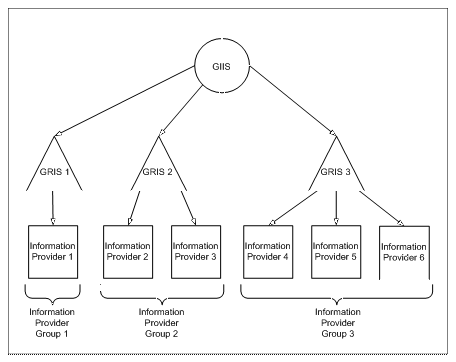 GIIS
GRIS 1
GRIS 2
GRIS 3
Information
Provider 1
Information
Provider 2
Information
Provider 3
Information
Provider 4
Information
Provider 5
Information
Provider 6
Information
Provider
Group 1
Information
Provider
Group 2
Information
Provider
Group 3